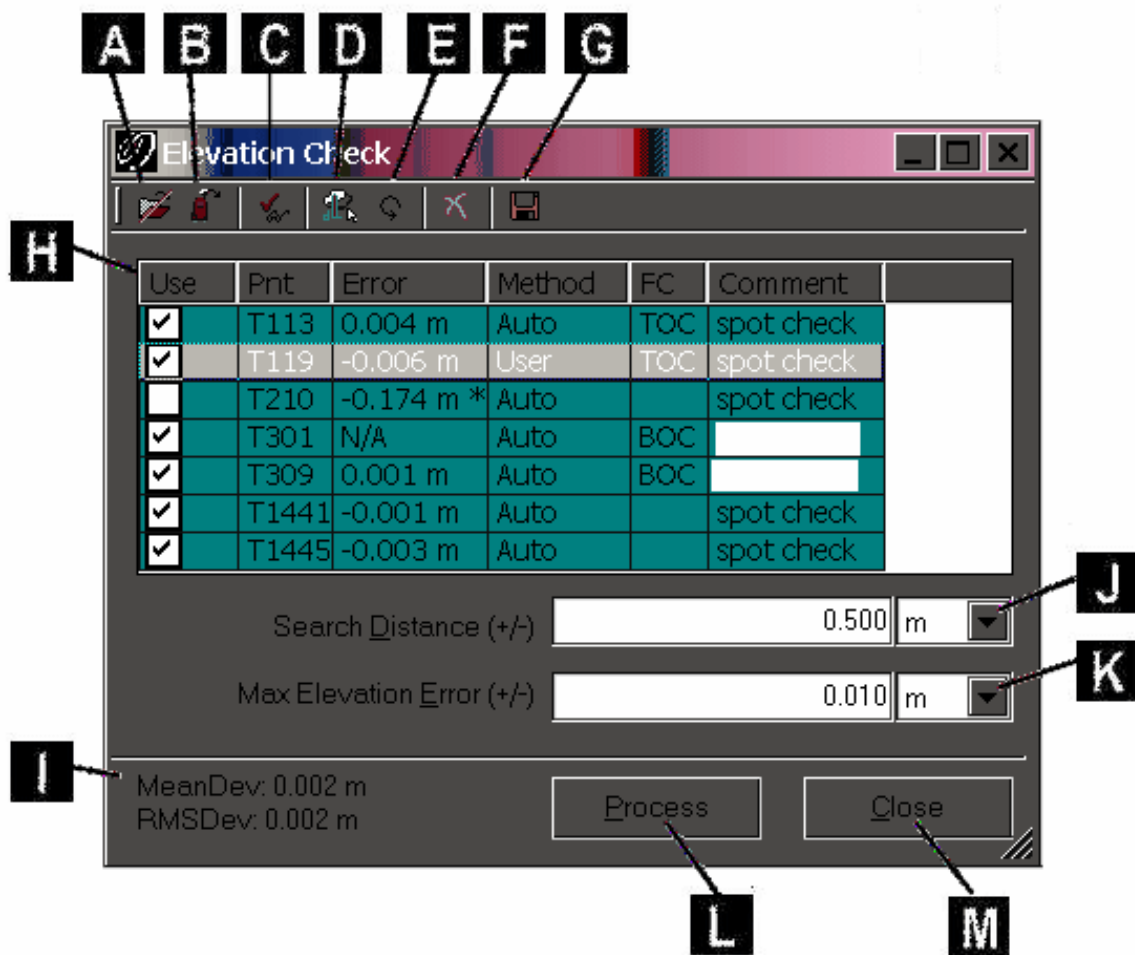 A B C D E F G
Elevation Check
H
Use Pnt Error Method FC Comment
T113 0.004 m Auto TOC spot check
T119 -0.006 m User TOC spot check
T210 -0.174 m * Auto spot check
T301 N/A Auto BOC
T309 0.001 m Auto BOC
T1441 -0.001 m Auto spot check
T1445 -0.003 m Auto spot check
J
Search Distance (+/-) 0.500 m
K
Max Elevation Error (+/-) 0.010 m
I
MeanDev: 0.002 m
RMSDev: 0.002 m
Process Close
L M